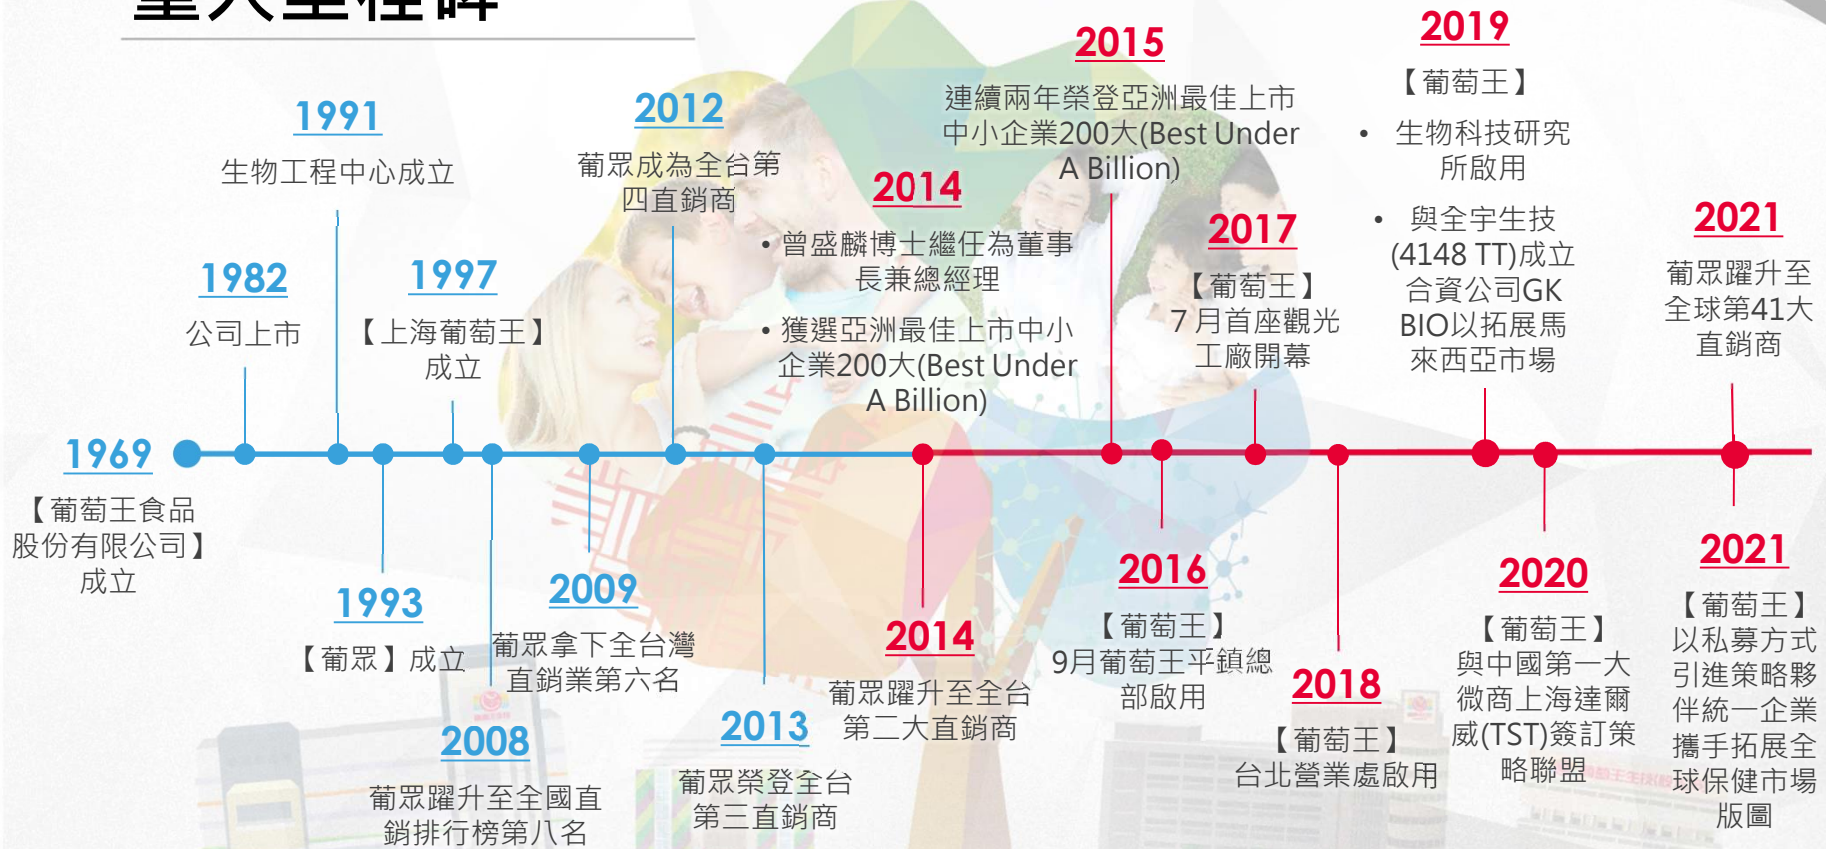 重大里程碑
1969
【葡萄王食品
股份有限公司】
成立
1982
公司上市
1991
生物工程中心成立
1993
【葡眾】成立
1997
【上海葡萄王】
成立
2008
葡眾躍升至全國直
銷排行榜第八名
2009
葡眾拿下全台灣
直銷業第六名
2012
葡眾成為全台第
四直銷商
2013
葡眾榮登全台
第三直銷商
2014
• 曾盛麟博士繼任為董事
長兼總經理
• 獲選亞洲最佳上市中小
企業200大(Best Under
A Billion)
2014
葡眾躍升至全台
第二大直銷商
2015
連續兩年榮登亞洲最佳上市
中小企業200大(Best Under
A Billion)
2016
【葡萄王】
9月葡萄王平鎮總
部啟用
2017
【葡萄王】
7月首座觀光
工廠開幕
2018
【葡萄王】
台北營業處啟用
2019
【葡萄王】
• 生物科技研究
所啟用
• 與全宇生技
(4148 TT)成立
合資公司GK
BIO以拓展馬
來西亞市場
2020
【葡萄王】
與中國第一大
微商上海達爾
威(TST)簽訂策
略聯盟
2021
葡眾躍升至
全球第41大
直銷商
2021
【葡萄王】
以私募方式
引進策略夥
伴統一企業
攜手拓展全
球保健市場
版圖